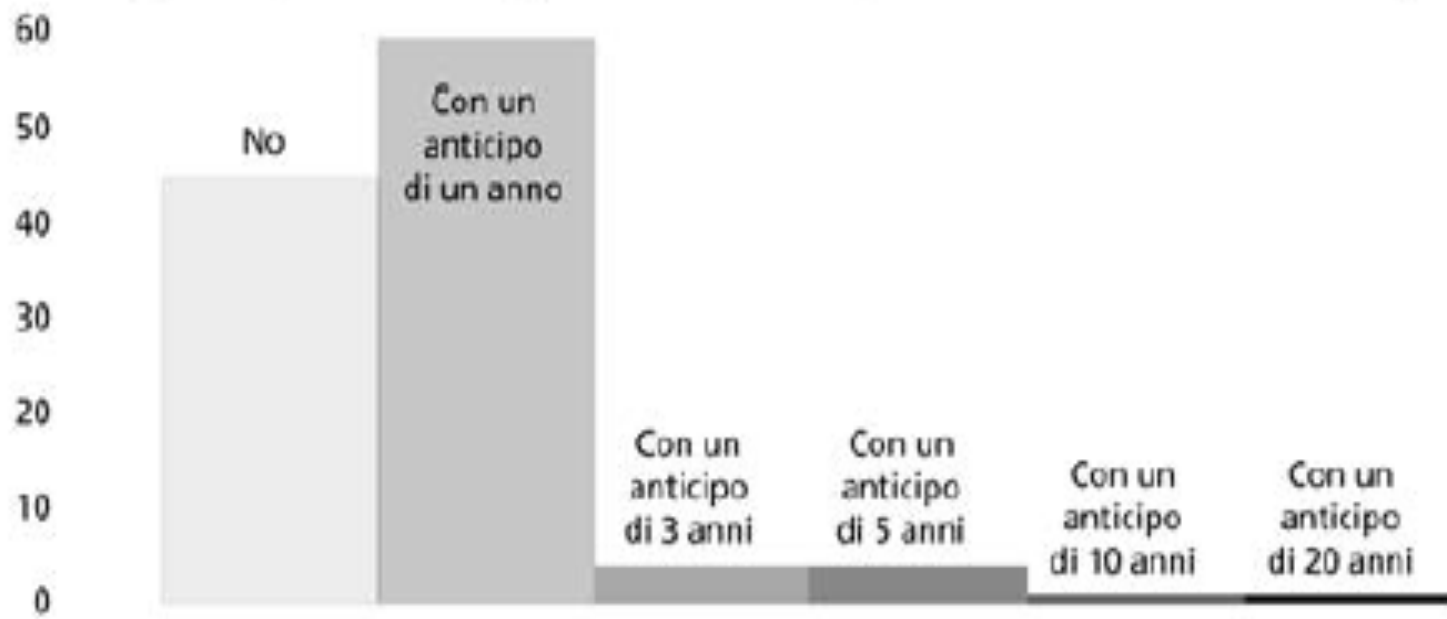 60
50
40
30
20
10
0
No
Con un
anticipo
di un anno
Con un
anticipo
di 3 anni
Con un
anticipo
di 5 anni
Con un
anticipo
di 10 anni
Con un
anticipo
di 20 anni